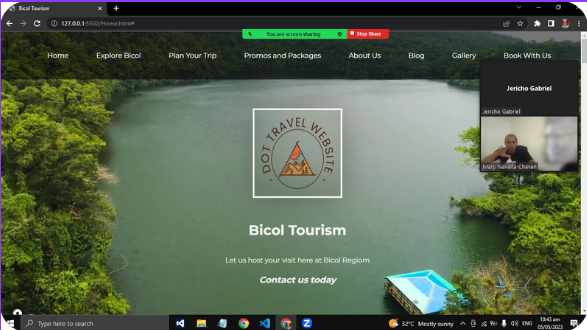 Bicol Tourism
127.0.0.1:5502/Home.html#
You are screen sharing
Stop Share
Home
Explore Bicol
Plan Your Trip
Promos and Packages
About Us
Blog
Gallery
Book With Us
Jericho Gabriel
Jericho Gabriel
DOT TRAVEL WEBSITE
Mary Navalta-Chavan
Bicol Tourism
Let us host your visit here at Bicol Regiom
Contact us today
Type here to search
32°C Mostly sunny
ENG
10:43 am
05/05/2023